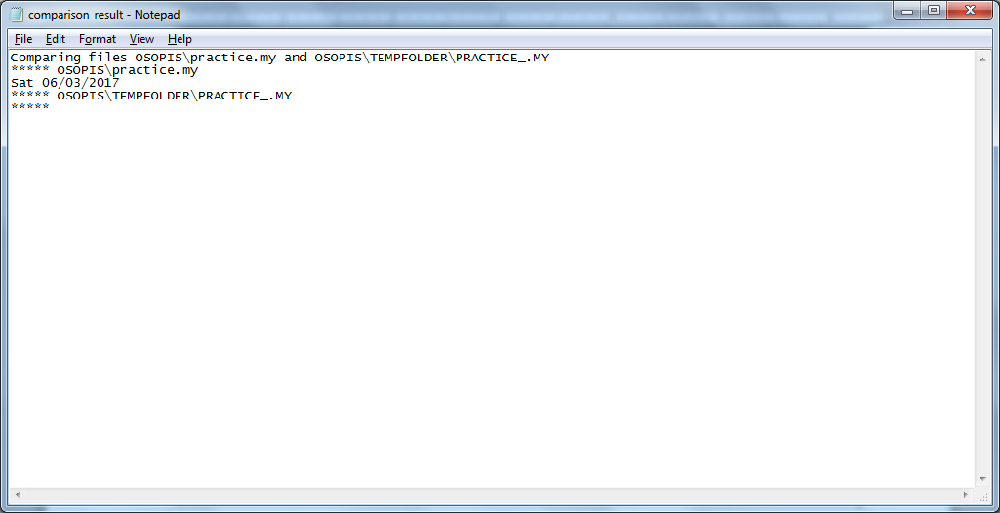 comparison_result - Notepad
File Edit Format View Help
Comparing files OSOPIS\practice.my and OSOPIS\TEMPFOLDER\PRACTICE_.MY
***** OSOPIS\practice.my
Sat 06/03/2017
***** OSOPIS\TEMPFOLDER\PRACTICE_.MY
*****